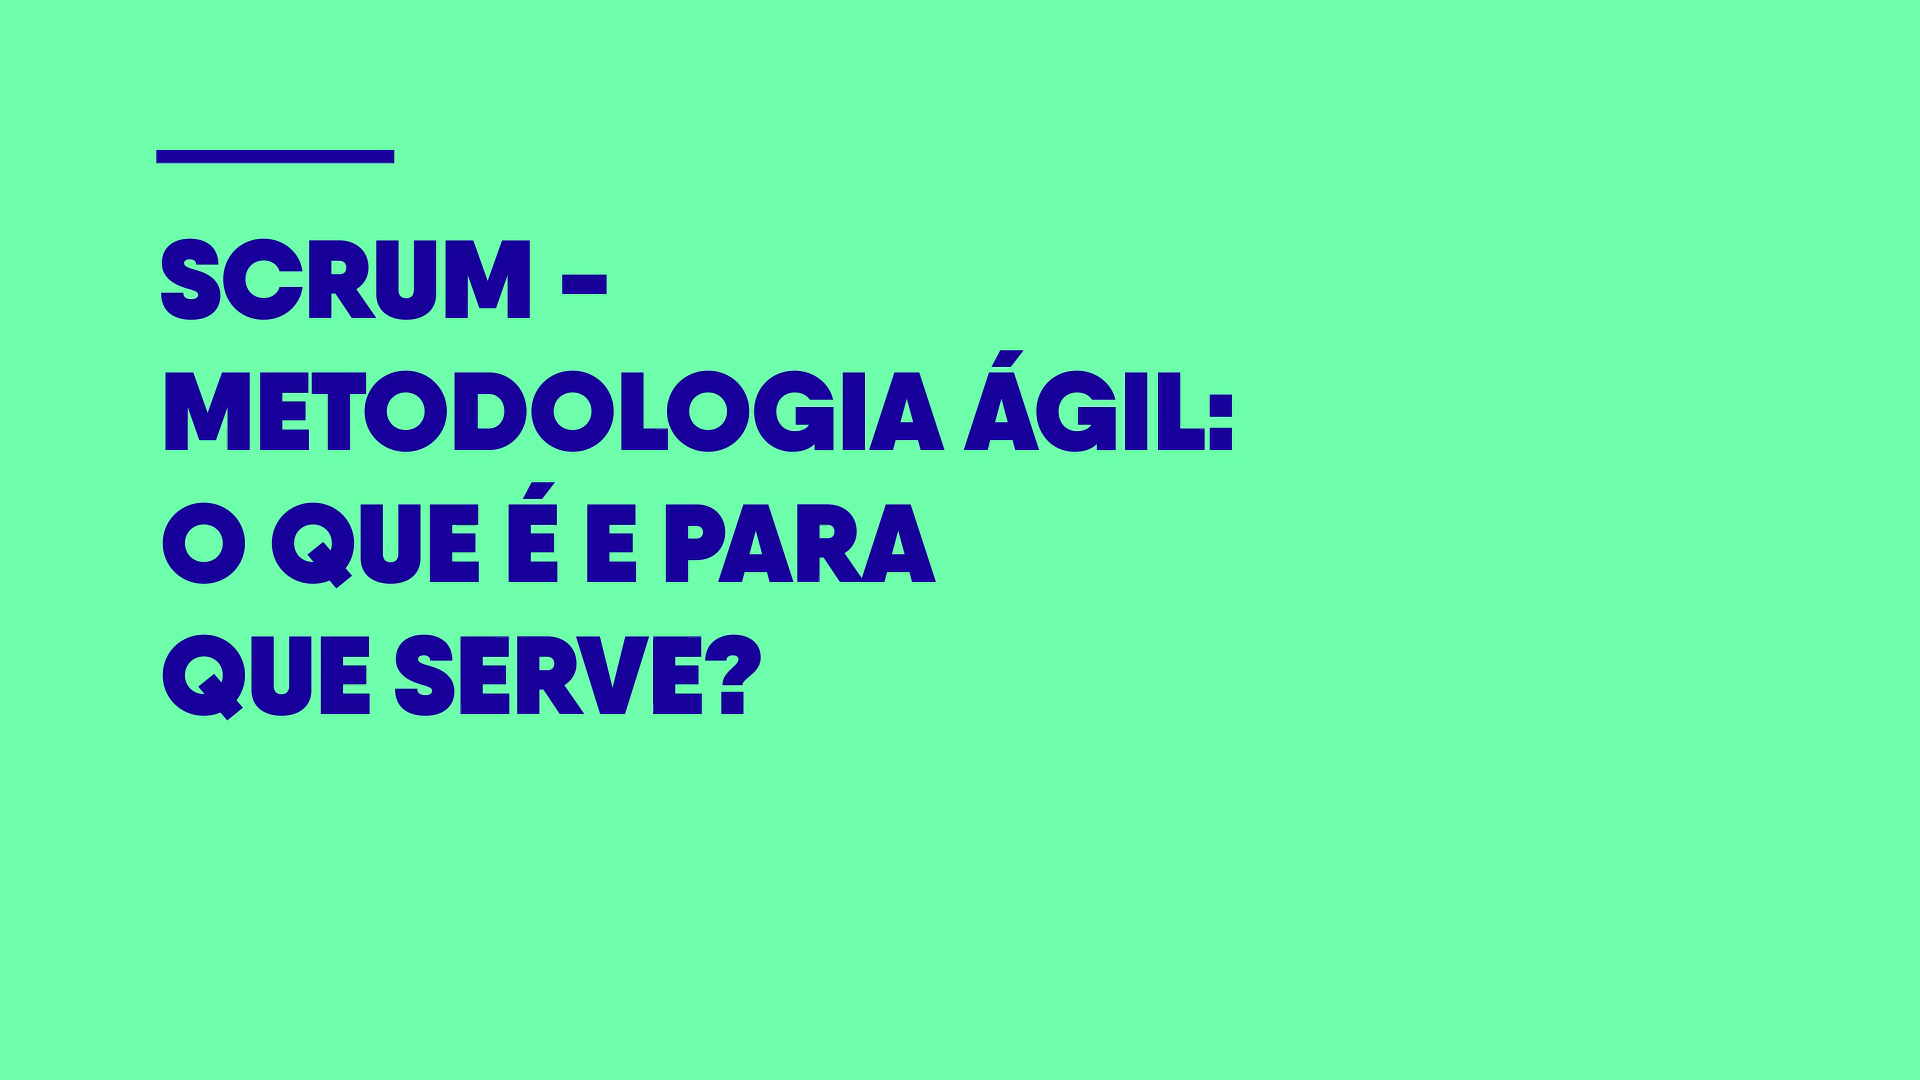 SCRUM -
METODOLOGIA ÁGIL:
O QUE É E PARA
QUE SERVE?